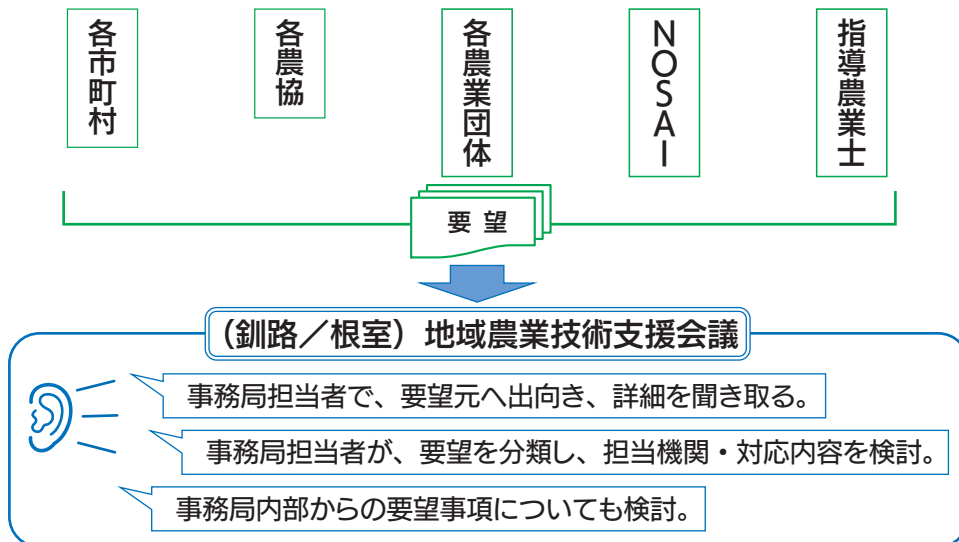 各市町村
各農協
各農業団体
NOSAI
指導農業士
要望
(釧路／根室)地域農業技術支援会議
事務局担当者で、要望元へ出向き、詳細を聞き取る。
事務局担当者が、要望を分類し、担当機関・対応内容を検討。
事務局内部からの要望事項についても検討。